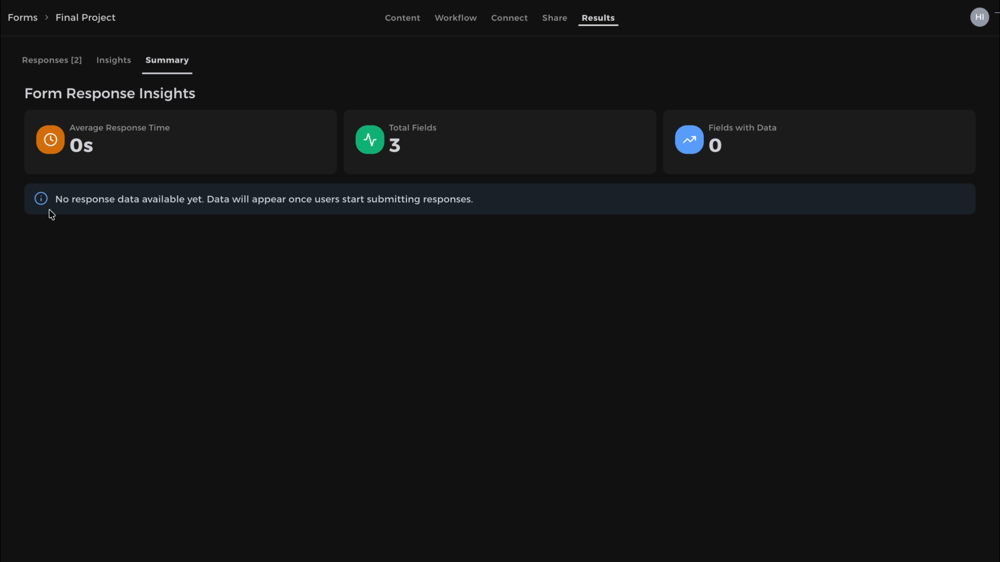 Forms > Final Project
Content Workflow Connect Share Results
HI
Responses [2] Insights Summary
Form Response Insights
Average Response Time
0s
Total Fields
3
Fields with Data
0
No response data available yet. Data will appear once users start submitting responses.